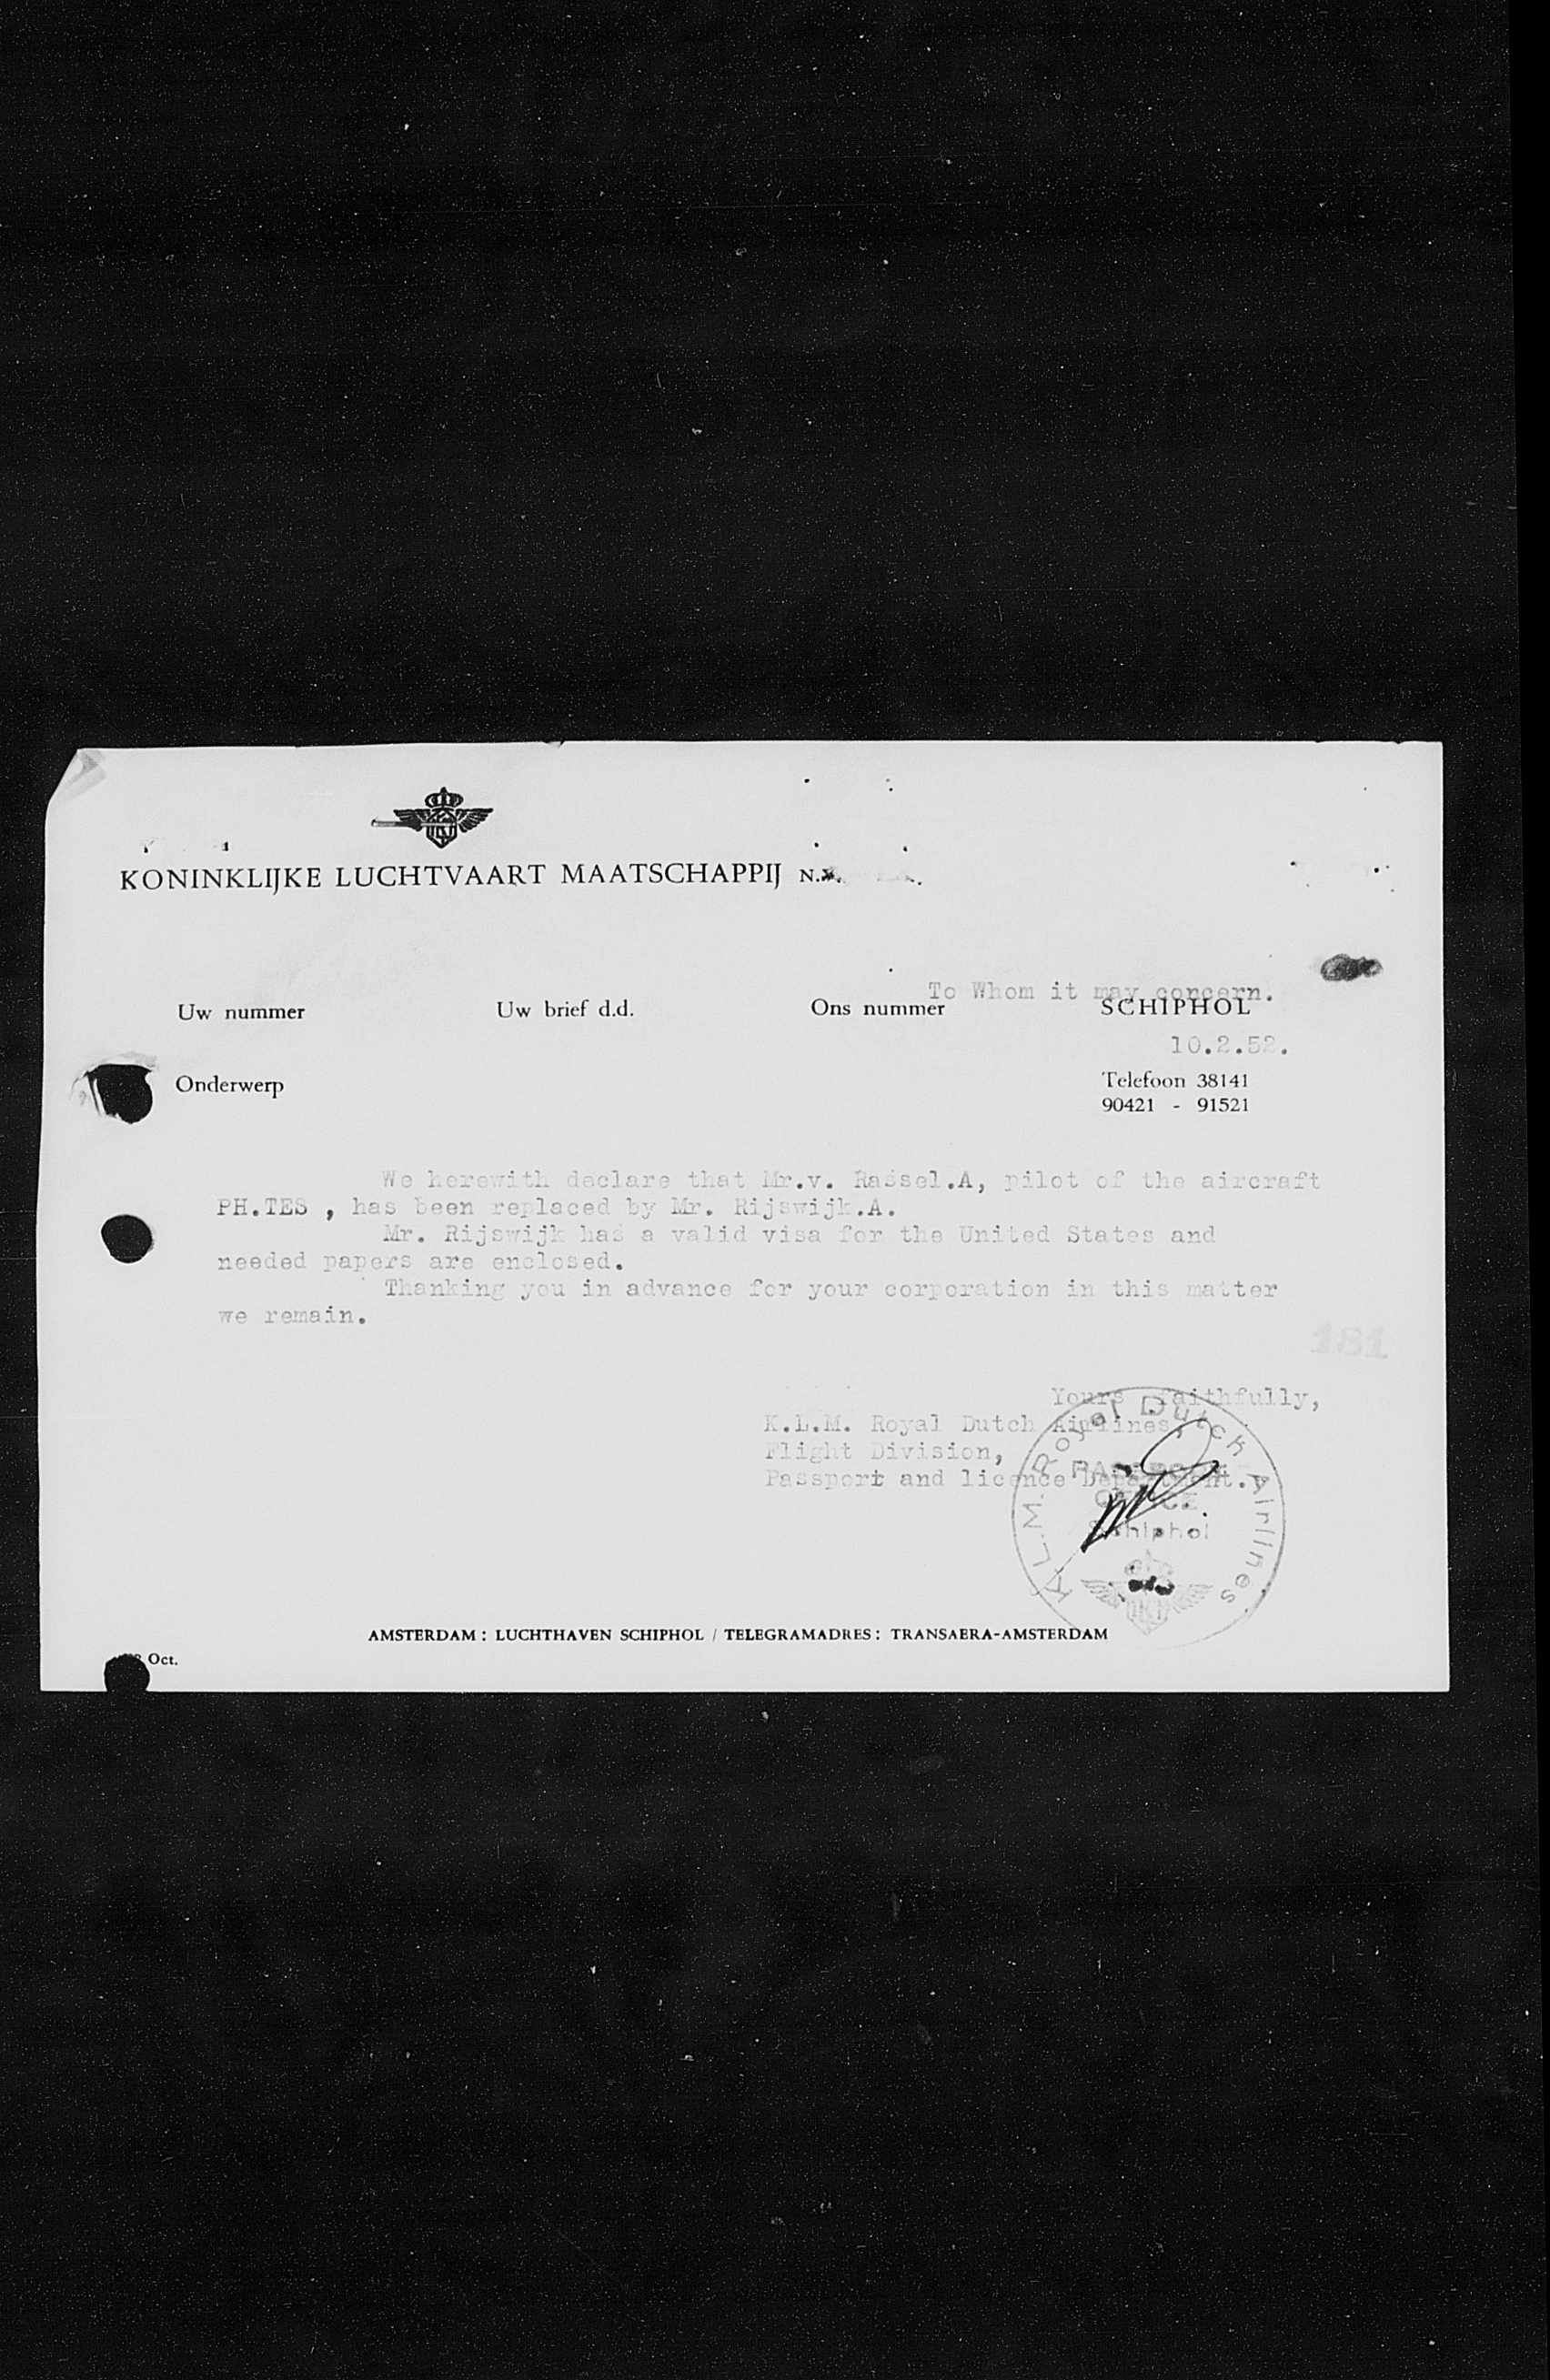 KONINKLIJKE LUCHTVAART MAATSCHAPPIJ N.V.
To Whom it may concern.
Uw nummer Uw brief d.d. Ons nummer SCHIPHOL
10.2.52.
Onderwerp Telefoon 38141
90421 - 91521
We herewith declare that Mr.v. Rassel.A, pilot of the aircraft
PH.TES , has been replaced by Mr. Rijswijk.A.
Mr. Rijswijk has a valid visa for the United States and
needed papers are enclosed.
Thanking you in advance for your corporation in this matter
we remain.
181
Yours faithfully,
K.L.M. Royal Dutch Airlines,
Flight Division,
Passport and licence Department.
K.L.M. Royal Dutch Airlines
PASSPORT
OFFICE
Schiphol
AMSTERDAM: LUCHTHAVEN SCHIPHOL / TELEGRAMADRES: TRANSAERA-AMSTERDAM
Oct.